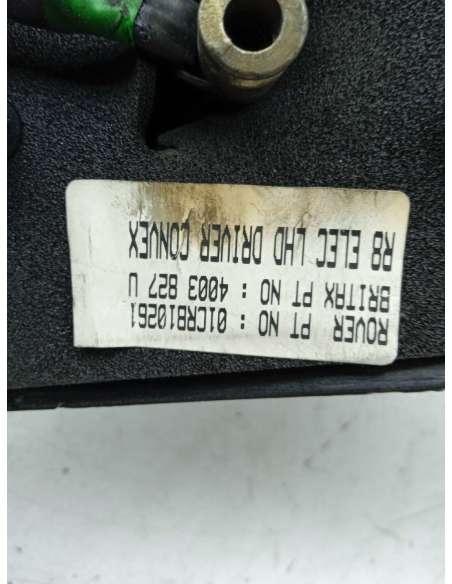 ROVER PT NO : 01CRB10261
BRITAX PT NO : 4003 827 U
R8 ELEC LHD DRIVER CONVEX